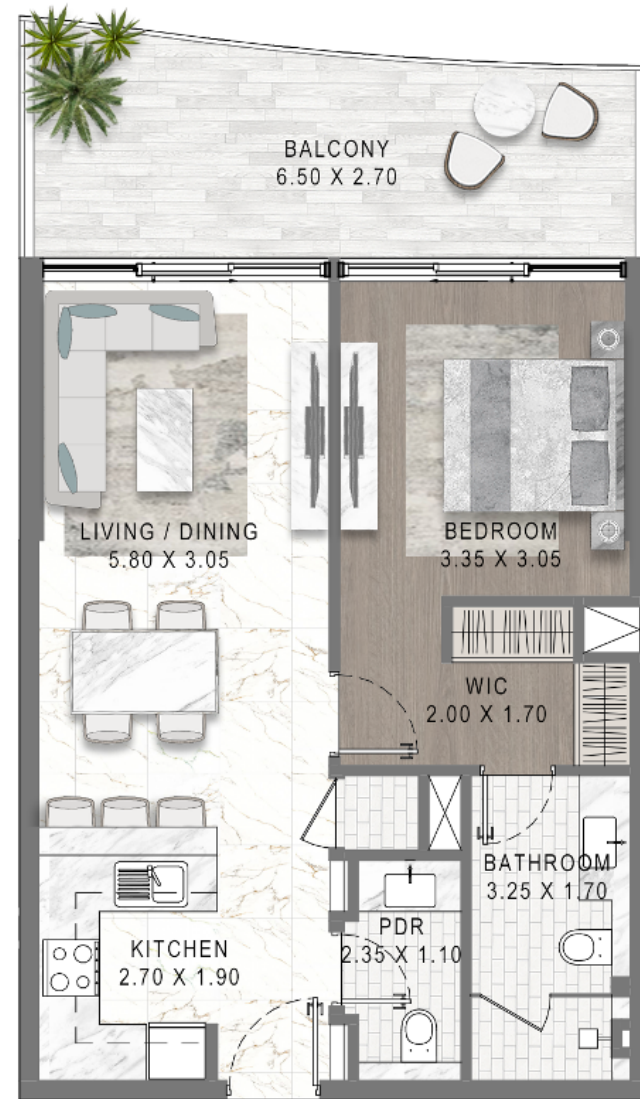 BALCONY
6.50 X 2.70
LIVING / DINING
5.80 X 3.05
BEDROOM
3.35 X 3.05
WIC
2.00 X 1.70
BATHROOM
3.25 X 1.70
PDR
2.35 X 1.10
KITCHEN
2.70 X 1.90